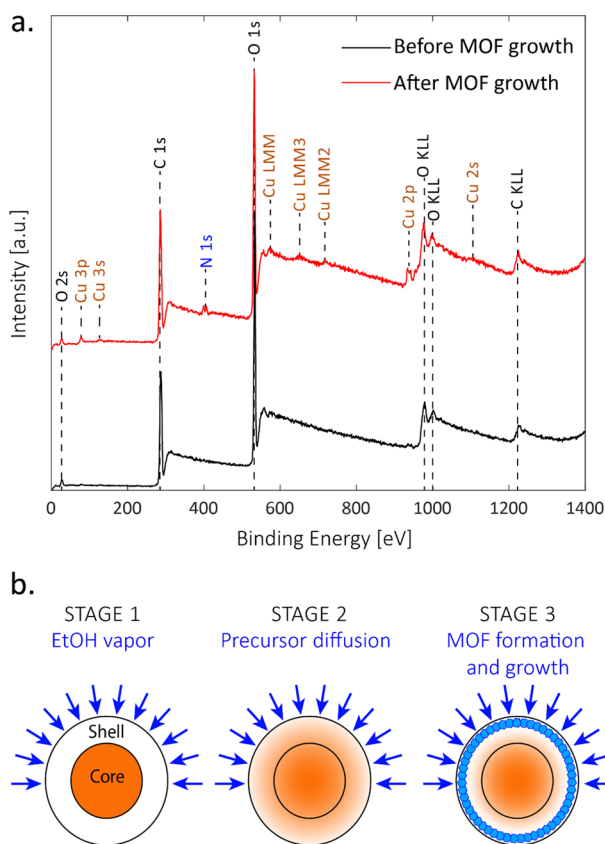 a.
Before MOF growth
After MOF growth
Intensity [a.u.]
O 2s
Cu 3p
Cu 3s
C 1s
N 1s
O 1s
Cu LMM
Cu LMM3
Cu LMM2
Cu 2p
O KLL
O KLL
Cu 2s
C KLL
0 200 400 600 800 1000 1200 1400
Binding Energy [eV]
b.
STAGE 1
EtOH vapor
Shell
Core
STAGE 2
Precursor diffusion
STAGE 3
MOF formation
and growth